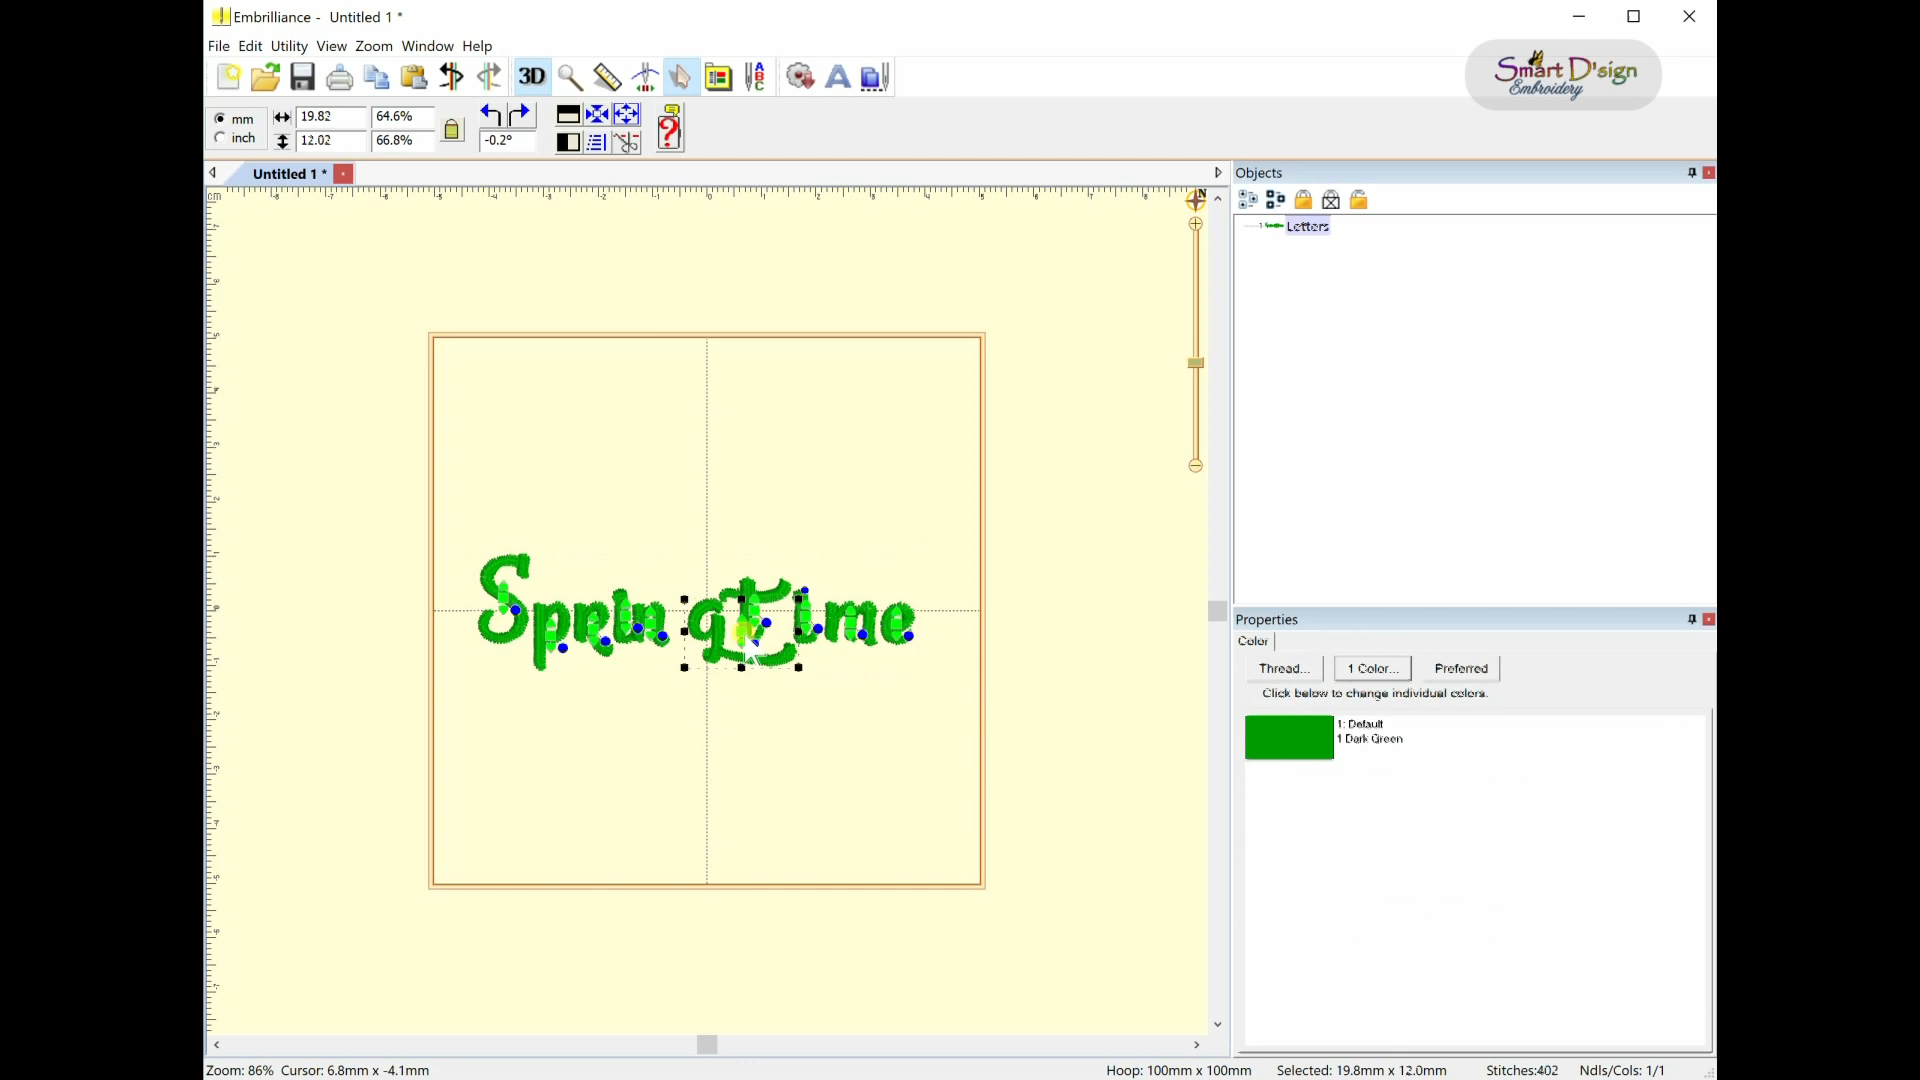 Embrilliance - Untitled 1 *
File Edit Utility View Zoom Window Help
3D
A B C
Smart D'sign
Embroidery
mm
19.82
64.6%
inch
12.02
66.8%
-0.2°
Untitled 1 *
Objects
cm
N
1 Letters
SpringTime
Properties
Color
Thread...
1 Color...
Preferred
Click below to change individual colors.
1: Default
1 Dark Green
Zoom: 86% Cursor: 6.8mm x -4.1mm
Hoop: 100mm x 100mm
Selected: 19.8mm x 12.0mm
Stitches:402
Ndls/Cols: 1/1